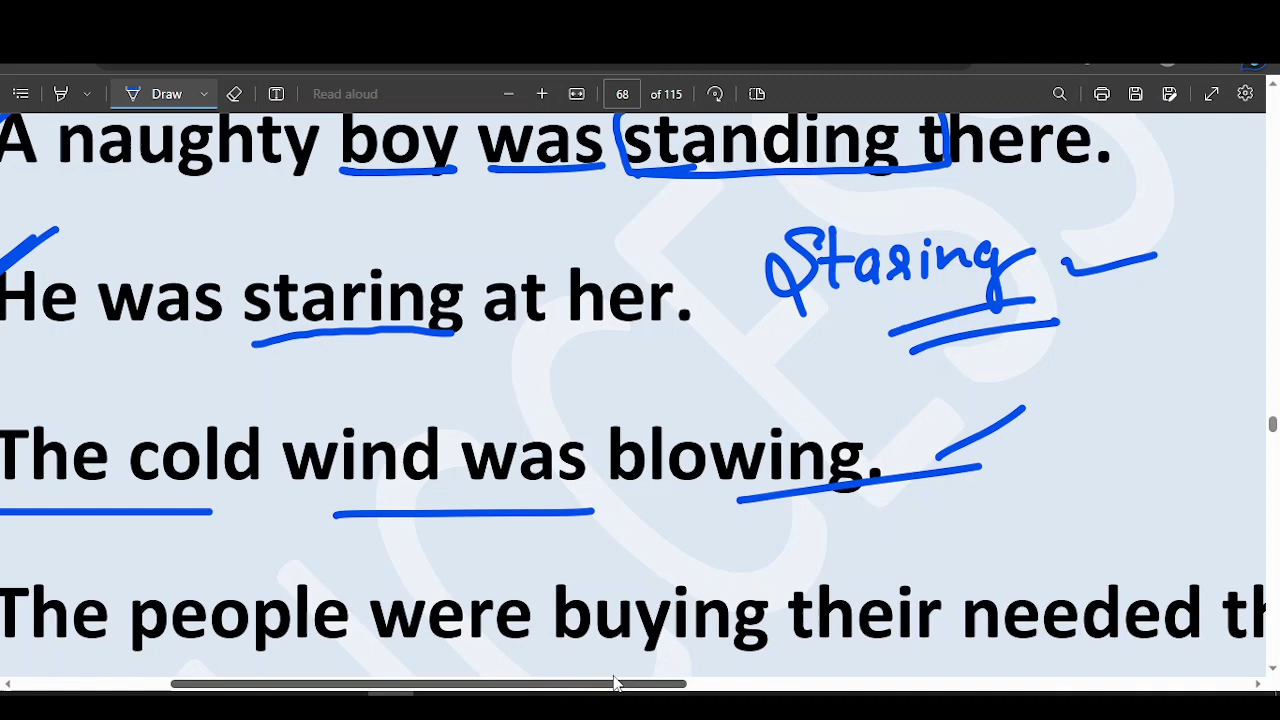 Draw Read aloud 68 of 115
A naughty boy was standing there.
Staring
He was staring at her.
The cold wind was blowing.
The people were buying their needed th